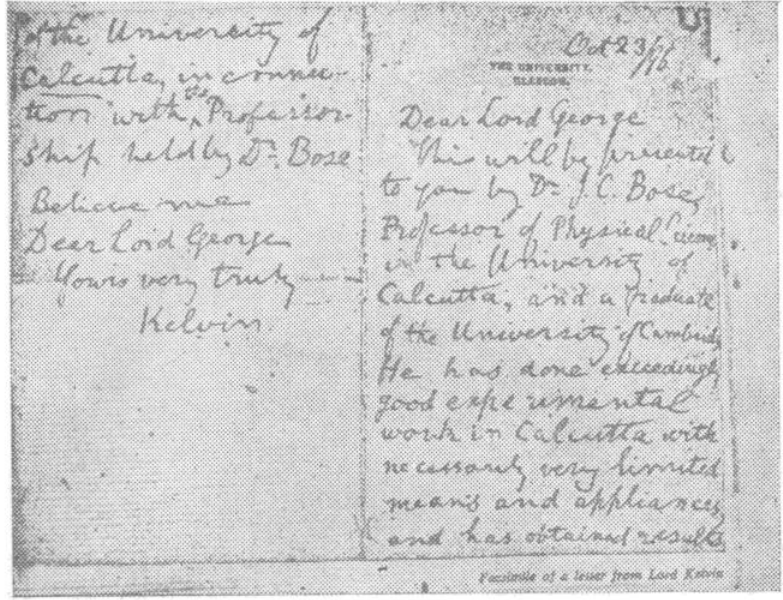 Oct 23/96
THE UNIVERSITY,
GLASGOW.
Dear Lord George
This will be presented
to you by Dr. J. C. Bose,
Professor of Physical Science
in the University of
Calcutta, and a graduate
of the University of Cambridge
He has done exceedingly
good experimental
work in Calcutta with
necessarily very limited
means and appliances,
and has obtained results
of the University of
Calcutta, in connec-
tion with the Professor-
ship held by Dr. Bose
Believe me
Dear Lord George
Yours very truly
Kelvin.
Facsimile of a letter from Lord Kelvin